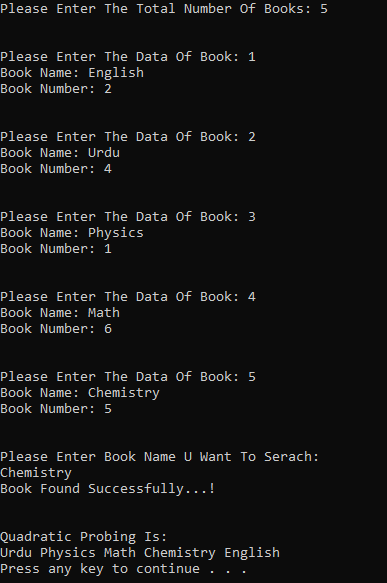 Please Enter The Total Number Of Books: 5
Please Enter The Data Of Book: 1
Book Name: English
Book Number: 2
Please Enter The Data Of Book: 2
Book Name: Urdu
Book Number: 4
Please Enter The Data Of Book: 3
Book Name: Physics
Book Number: 1
Please Enter The Data Of Book: 4
Book Name: Math
Book Number: 6
Please Enter The Data Of Book: 5
Book Name: Chemistry
Book Number: 5
Please Enter Book Name U Want To Serach:
Chemistry
Book Found Successfully...!
Quadratic Probing Is:
Urdu Physics Math Chemistry English
Press any key to continue . . .